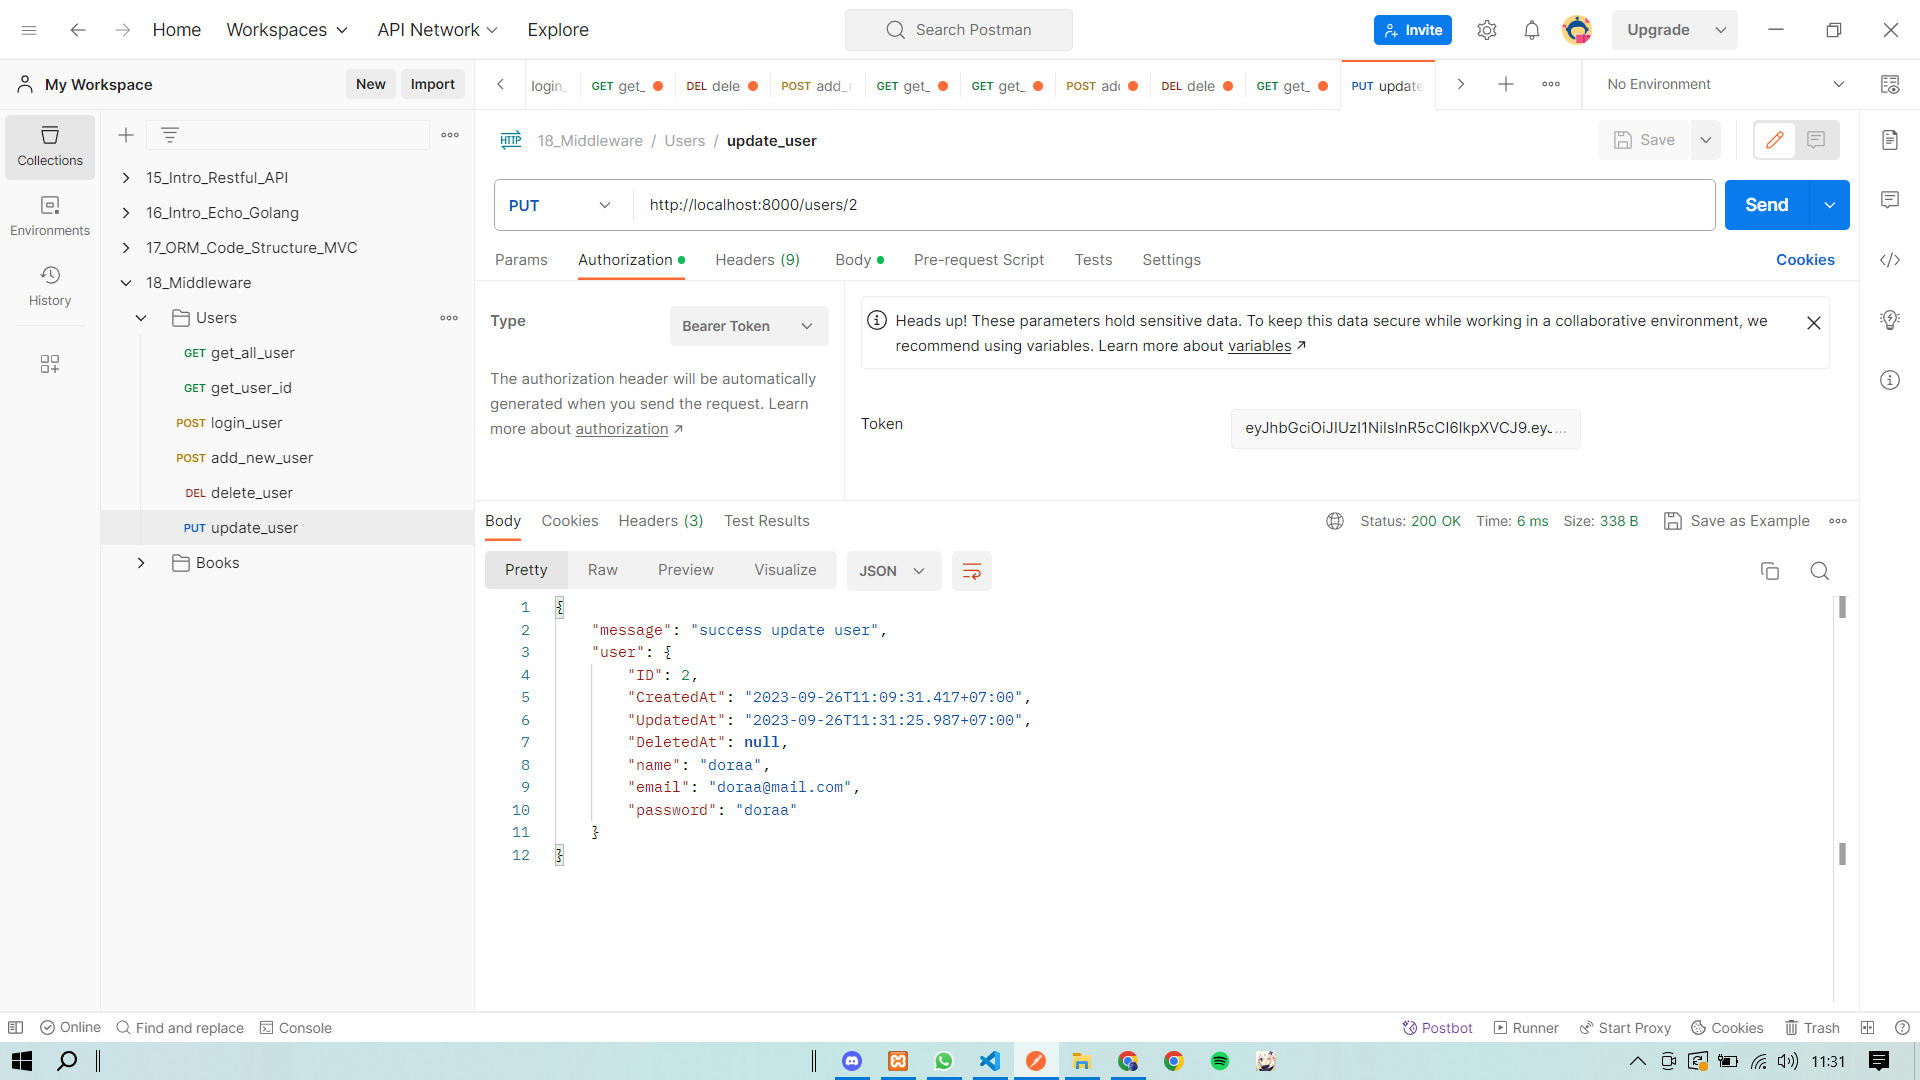 Home Workspaces API Network Explore Search Postman Invite Upgrade
My Workspace New Import login_ GET get_ DEL dele POST add_r GET get_ GET get_ POST adc DEL dele GET get_ PUT update No Environment
Collections
Environments
History
15_Intro_Restful_API
16_Intro_Echo_Golang
17_ORM_Code_Structure_MVC
18_Middleware
Users
GET get_all_user
GET get_user_id
POST login_user
POST add_new_user
DEL delete_user
PUT update_user
Books
HTTP 18_Middleware / Users / update_user Save
PUT http://localhost:8000/users/2 Send
Params Authorization Headers (9) Body Pre-request Script Tests Settings Cookies
Type Bearer Token
The authorization header will be automatically
generated when you send the request. Learn
more about authorization ↗
Heads up! These parameters hold sensitive data. To keep this data secure while working in a collaborative environment, we
recommend using variables. Learn more about variables ↗
Token eyJhbGciOiJIUzI1NiIsInR5cCI6IkpXVCJ9.eyJ...
Body Cookies Headers (3) Test Results Status: 200 OK Time: 6 ms Size: 338 B Save as Example
Pretty Raw Preview Visualize JSON
1 {
2 "message": "success update user",
3 "user": {
4 "ID": 2,
5 "CreatedAt": "2023-09-26T11:09:31.417+07:00",
6 "UpdatedAt": "2023-09-26T11:31:25.987+07:00",
7 "DeletedAt": null,
8 "name": "doraa",
9 "email": "doraa@mail.com",
10 "password": "doraa"
11 }
12 }
Online Find and replace Console Postbot Runner Start Proxy Cookies Trash
11:31